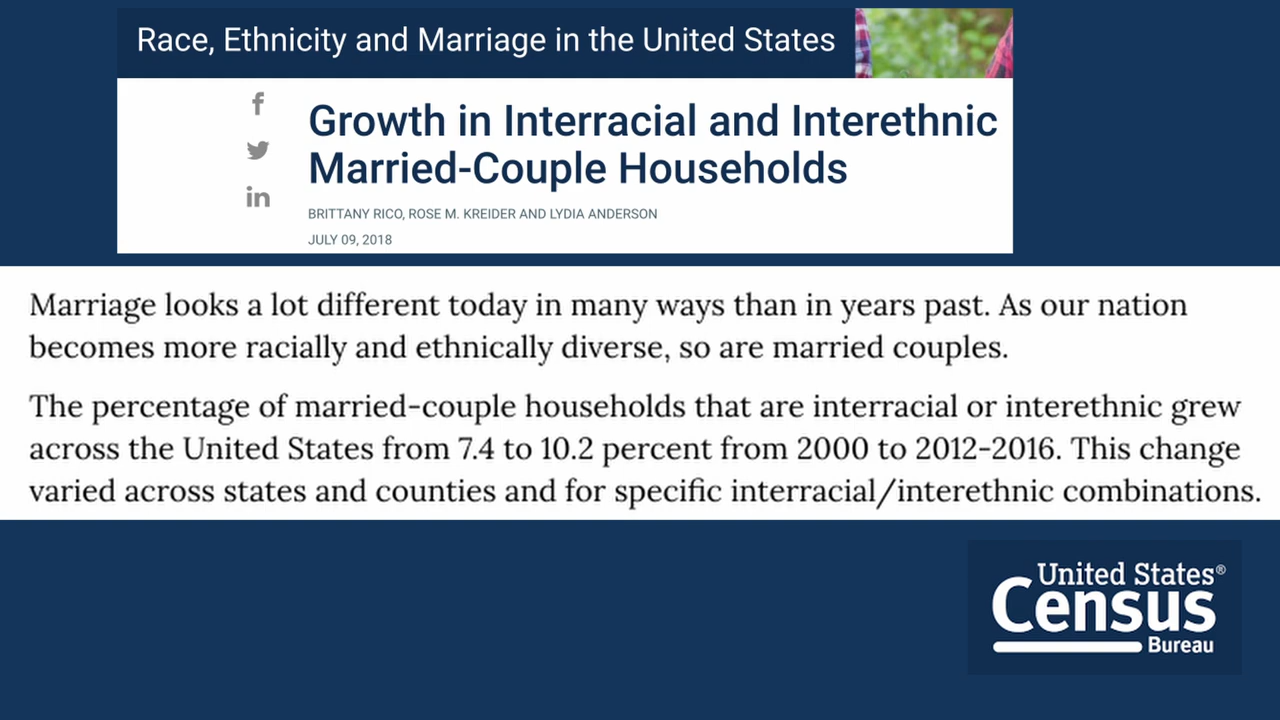 Race, Ethnicity and Marriage in the United States
Growth in Interracial and Interethnic
Married-Couple Households
BRITTANY RICO, ROSE M. KREIDER AND LYDIA ANDERSON
JULY 09, 2018
Marriage looks a lot different today in many ways than in years past. As our nation
becomes more racially and ethnically diverse, so are married couples.
The percentage of married-couple households that are interracial or interethnic grew
across the United States from 7.4 to 10.2 percent from 2000 to 2012-2016. This change
varied across states and counties and for specific interracial/interethnic combinations.
United States®
Census
Bureau